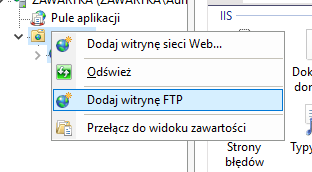 ZAWARTKA (ZAWARTKA\Adm
Pule aplikacji
IIS
Dodaj witrynę sieci Web...
Odśwież
Dodaj witrynę FTP
Przełącz do widoku zawartości
Dok
Strony
błędów
Typy